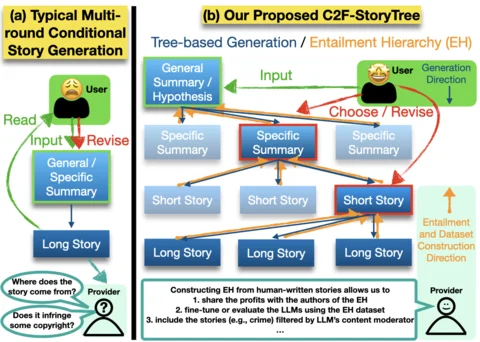 (a) Typical Multi-
round Conditional
Story Generation
User
Read
Input
Revise
General /
Specific
Summary
Long Story
Where does the
story come from?
Does it infringe
some copyright?
Provider
?
(b) Our Proposed C2F-StoryTree
Tree-based Generation / Entailment Hierarchy (EH)
General
Summary /
Hypothesis
Input
User
Generation
Direction
Choose / Revise
Specific
Summary
Specific
Summary
Specific
Summary
Short Story
Short Story
Short Story
Long Story
Long Story
Long Story
Entailment
and Dataset
Construction
Direction
Constructing EH from human-written stories allows us to
1. share the profits with the authors of the EH
2. fine-tune or evaluate the LLMs using the EH dataset
3. include the stories (e.g., crime) filtered by LLM's content moderator
...
Provider